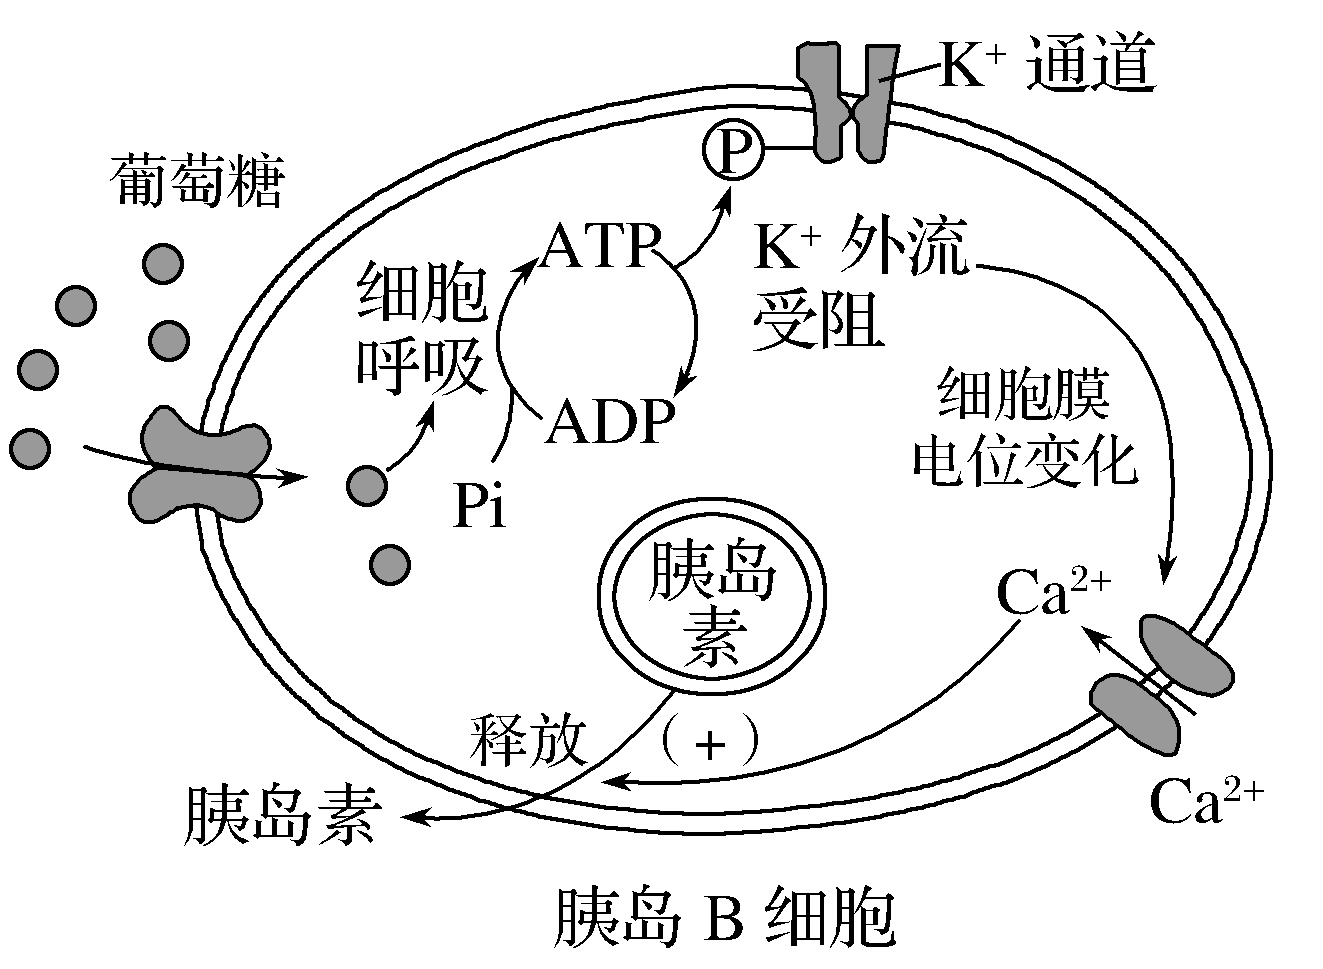 K⁺ 通道
P
葡萄糖
ATP
K⁺ 外流
受阻
细胞
呼吸
ADP
细胞膜
电位变化
Pi
胰岛
素
Ca²⁺
释放
(+)
胰岛素
Ca²⁺
胰岛 B 细胞